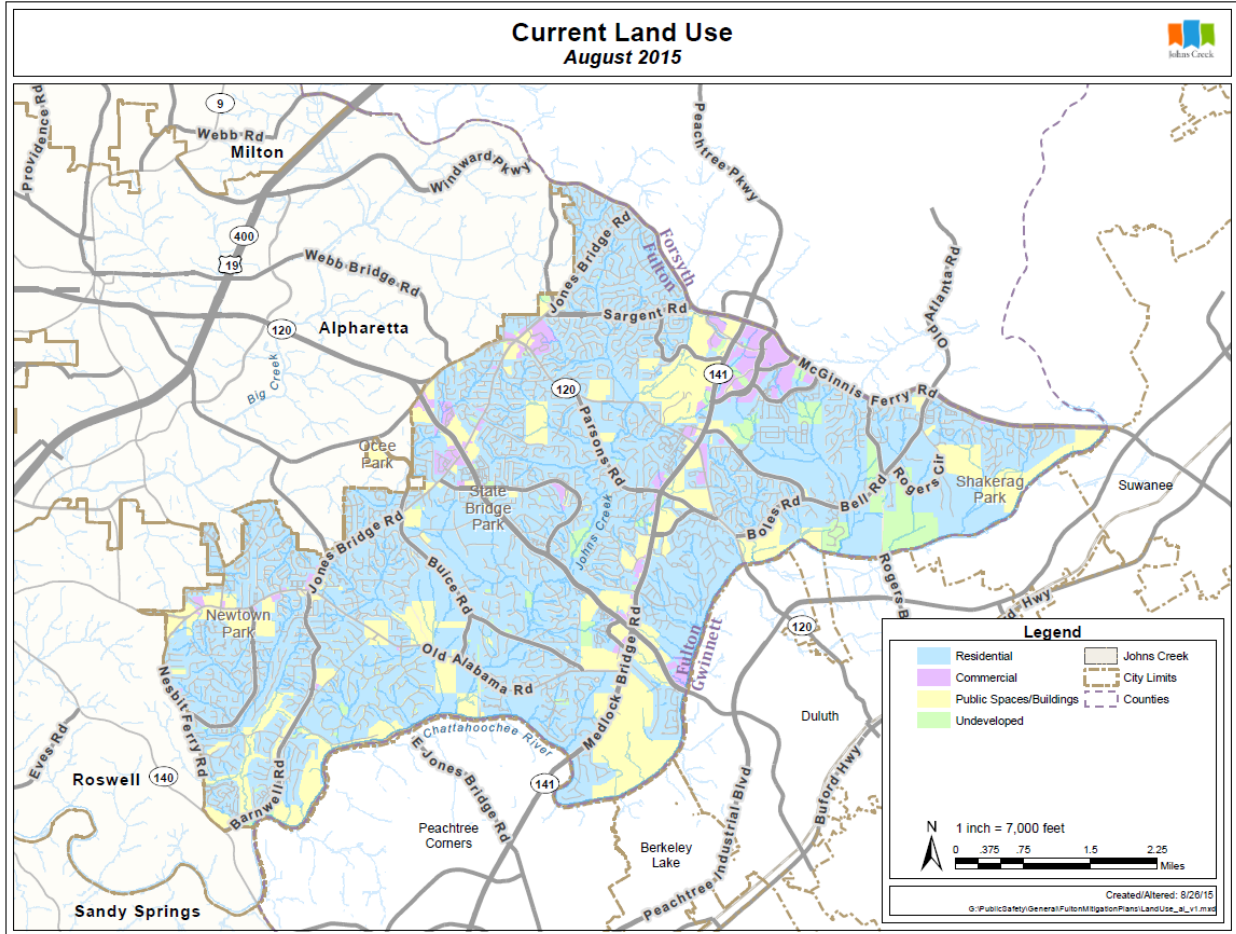 Current Land Use
August 2015
Johns Creek
Providence Rd
9
Webb Rd
Milton
Windward Pkwy
Peachtree Pkwy
400
19
Webb Bridge Rd
Jones Bridge Rd
Forsyth
Fulton
Sargent Rd
Old Atlanta Rd
120
Alpharetta
Big Creek
141
McGinnis Ferry Rd
120
Parsons Rd
Ocee
Park
State
Bridge
Park
Johns Creek
Boles Rd
Bell Rd
Rogers Cir
Shakerag
Park
Suwanee
Jones Bridge Rd
Buice Rd
Rogers B
rd Hwy
Newtown
Park
120
Old Alabama Rd
Medlock Bridge Rd
Fulton
Gwinnett
Nesbit Ferry Rd
Chattahoochee River
Duluth
Eves Rd
Roswell
140
Barnwell Rd
E Jones Bridge Rd
141
Peachtree
Corners
Berkeley
Lake
Peachtree Industrial Blvd
Buford Hwy
Sandy Springs
Legend
Residential
Johns Creek
Commercial
City Limits
Public Spaces/Buildings
Counties
Undeveloped
N
1 inch = 7,000 feet
0 .375 .75 1.5 2.25
Miles
Created/Altered: 8/26/15
G:\PublicSafety\General\FultonMitigationPlans\LandUse_al_v1.mxd